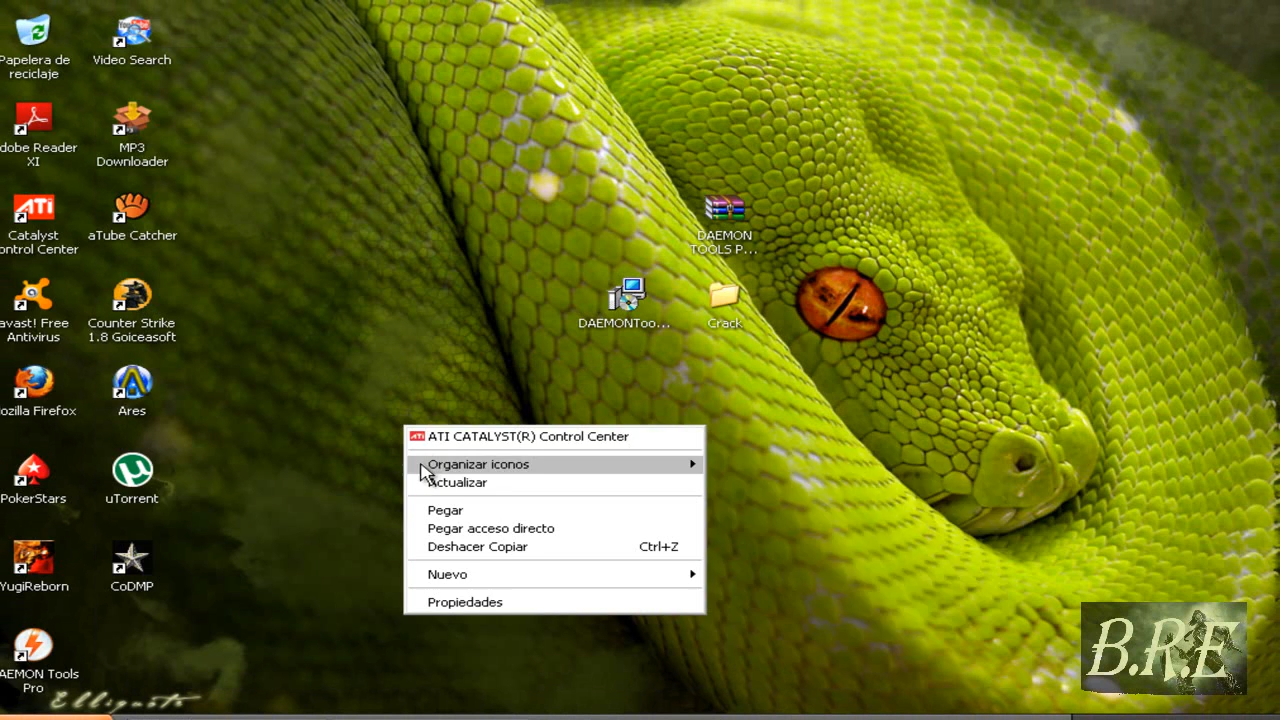 Papelera de
reciclaje
Video Search
dobe Reader
XI
MP3
Downloader
ATI
Catalyst
ontrol Center
aTube Catcher
avast! Free
Antivirus
Counter Strike
1.8 Goiceasoft
ozilla Firefox
Ares
PokerStars
uTorrent
YugiReborn
CoDMP
AEMON Tools
Pro
DAEMON
TOOLS P...
DAEMONToo...
Crack
ATI CATALYST(R) Control Center
Organizar iconos
Actualizar
Pegar
Pegar acceso directo
Deshacer Copiar Ctrl+Z
Nuevo
Propiedades
B.R.E